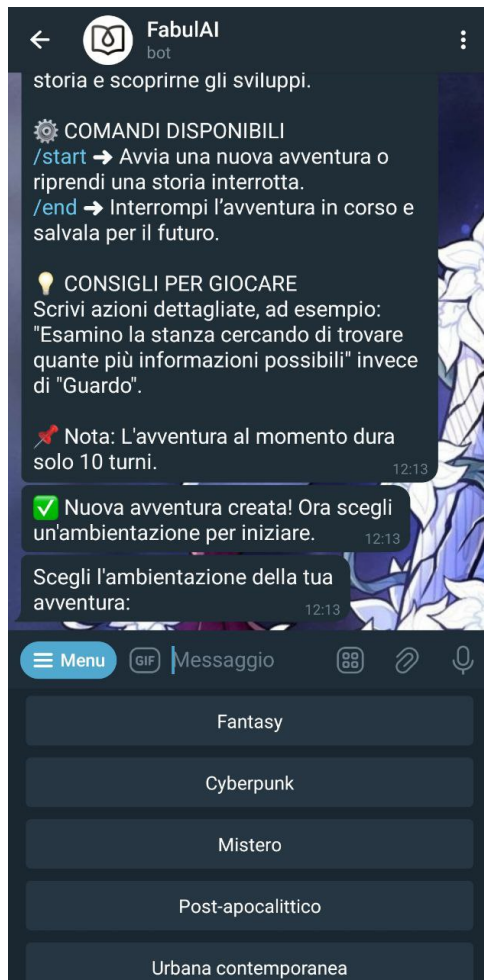 FabulAI
bot
storia e scoprirne gli sviluppi.
⚙️ COMANDI DISPONIBILI
/start ➜ Avvia una nuova avventura o
riprendi una storia interrotta.
/end ➜ Interrompi l’avventura in corso e
salvala per il futuro.
💡 CONSIGLI PER GIOCARE
Scrivi azioni dettagliate, ad esempio:
"Esamino la stanza cercando di trovare
quante più informazioni possibili" invece
di "Guardo".
📌 Nota: L'avventura al momento dura
solo 10 turni.
12:13
✅ Nuova avventura creata! Ora scegli
un'ambientazione per iniziare.
12:13
Scegli l'ambientazione della tua
avventura:
12:13
Menu
GIF
Messaggio
Fantasy
Cyberpunk
Mistero
Post-apocalittico
Urbana contemporanea